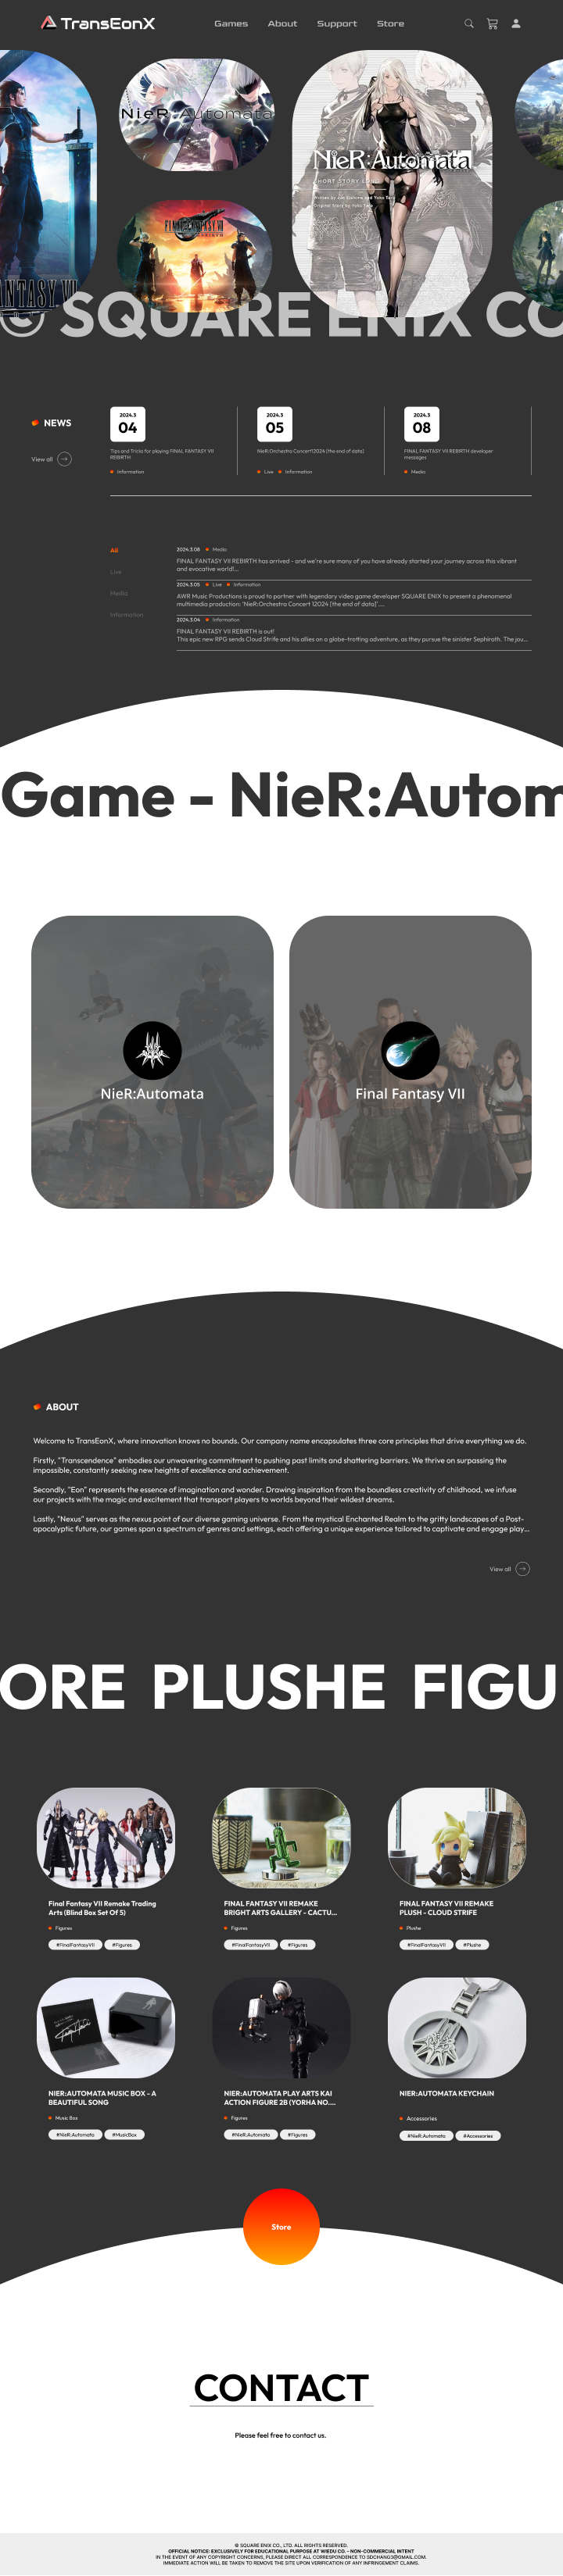 TransEonX
Games About Support Store
NieR:Automata
NieR:Automata
SHORT STORY LONG
Written by Jun Eishima and Yoko Taro
Original Story by Yoko Taro
FINAL FANTASY VII
REBIRTH
ANTASY VII
© SQUARE ENIX CO
NEWS
View all
2024.3
04
Tips and Tricks for playing FINAL FANTASY VII
REBIRTH
Information
2024.3
05
NieR:Orchestra Concert12024 [the end of data]
Live Information
2024.3
08
FINAL FANTASY VII REBIRTH developer
messages
Media
All
Live
Media
Information
2024.3.08 Media
FINAL FANTASY VII REBIRTH has arrived - and we're sure many of you have already started your journey across this vibrant
and evocative world!...
2024.3.05 Live Information
AWR Music Productions is proud to partner with legendary video game developer SQUARE ENIX to present a phenomenal
multimedia production: 'NieR:Orchestra Concert 12024 [the end of data]'....
2024.3.04 Information
FINAL FANTASY VII REBIRTH is out!
This epic new RPG sends Cloud Strife and his allies on a globe-trotting adventure, as they pursue the sinister Sephiroth. The jou...
Game - NieR:Autom
NieR:Automata
Final Fantasy VII
ABOUT
Welcome to TransEonX, where innovation knows no bounds. Our company name encapsulates three core principles that drive everything we do.
Firstly, "Transcendence" embodies our unwavering commitment to pushing past limits and shattering barriers. We thrive on surpassing the
impossible, constantly seeking new heights of excellence and achievement.
Secondly, "Eon" represents the essence of imagination and wonder. Drawing inspiration from the boundless creativity of childhood, we infuse
our projects with the magic and excitement that transport players to worlds beyond their wildest dreams.
Lastly, "Nexus" serves as the nexus point of our diverse gaming universe. From the mystical Enchanted Realm to the gritty landscapes of a Post-
apocalyptic future, our games span a spectrum of genres and settings, each offering a unique experience tailored to captivate and engage play...
View all
ORE PLUSHE FIGU
Final Fantasy VII Remake Trading
Arts (Blind Box Set Of 5)
Figures
#FinalFantasyVII #Figures
FINAL FANTASY VII REMAKE
BRIGHT ARTS GALLERY - CACTU...
Figures
#FinalFantasyVII #Figures
FINAL FANTASY VII REMAKE
PLUSH - CLOUD STRIFE
Plushe
#FinalFantasyVII #Plushe
NIER:AUTOMATA MUSIC BOX - A
BEAUTIFUL SONG
Music Box
#NieR:Automata #MusicBox
NIER:AUTOMATA PLAY ARTS KAI
ACTION FIGURE 2B (YORHA NO....
Figures
#NieR:Automata #Figures
NIER:AUTOMATA KEYCHAIN
Accessories
#NieR:Automata #Accessories
Store
CONTACT
Please feel free to contact us.
© SQUARE ENIX CO., LTD. ALL RIGHTS RESERVED.
OFFICIAL NOTICE: EXCLUSIVELY FOR EDUCATIONAL PURPOSE AT WIEDU CO. - NON-COMMERCIAL INTENT
IN THE EVENT OF ANY COPYRIGHT CONCERNS, PLEASE DIRECT ALL CORRESPONDENCE TO SDCHANG3@GMAIL.COM.
IMMEDIATE ACTION WILL BE TAKEN TO REMOVE THE SITE UPON VERIFICATION OF ANY INFRINGEMENT CLAIMS.